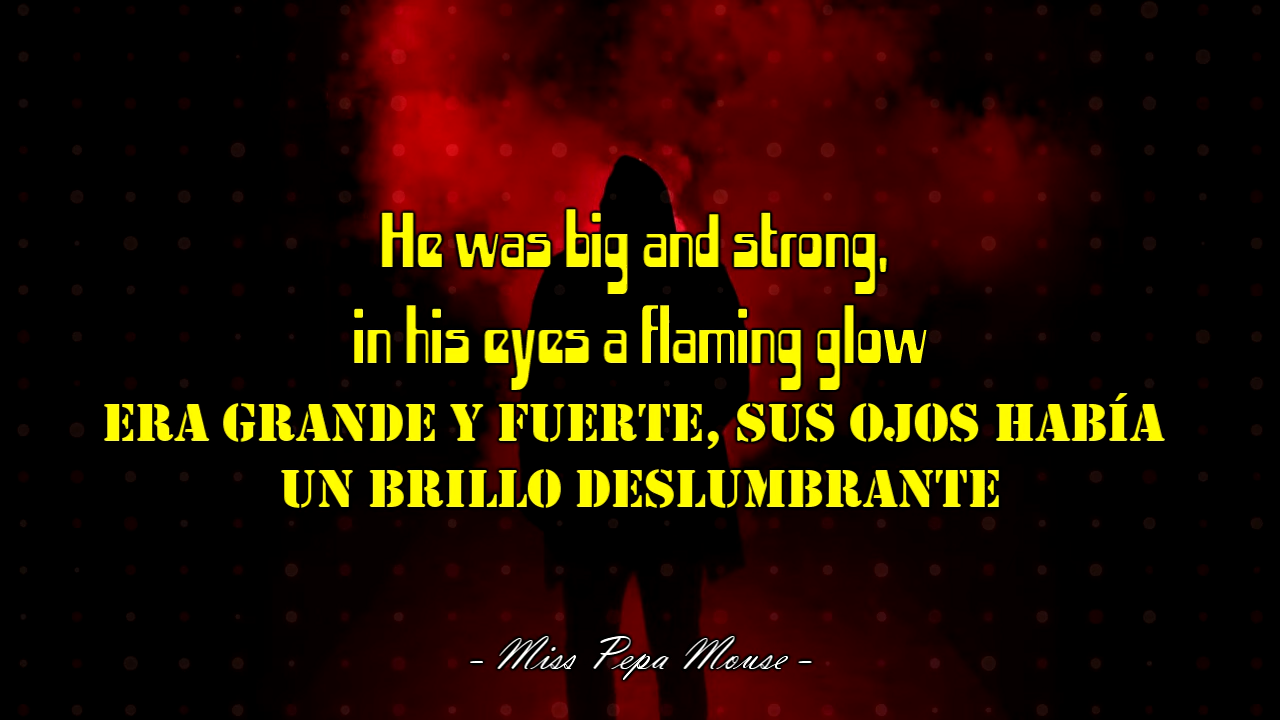 He was big and strong,
in his eyes a flaming glow
ERA GRANDE Y FUERTE, SUS OJOS HABÍA
UN BRILLO DESLUMBRANTE
- Miss Pepa Mouse -